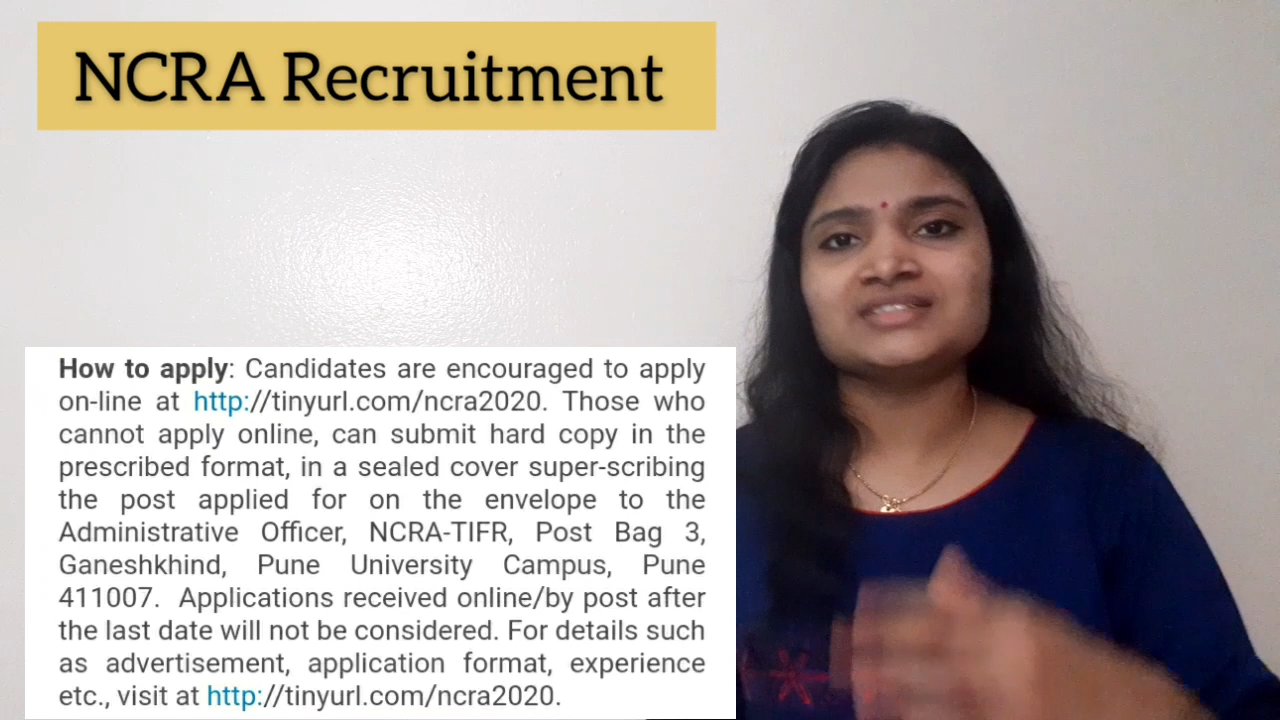 NCRA Recruitment
How to apply: Candidates are encouraged to apply
on-line at http://tinyurl.com/ncra2020. Those who
cannot apply online, can submit hard copy in the
prescribed format, in a sealed cover super-scribing
the post applied for on the envelope to the
Administrative Officer, NCRA-TIFR, Post Bag 3,
Ganeshkhind, Pune University Campus, Pune
411007. Applications received online/by post after
the last date will not be considered. For details such
as advertisement, application format, experience
etc., visit at http://tinyurl.com/ncra2020.